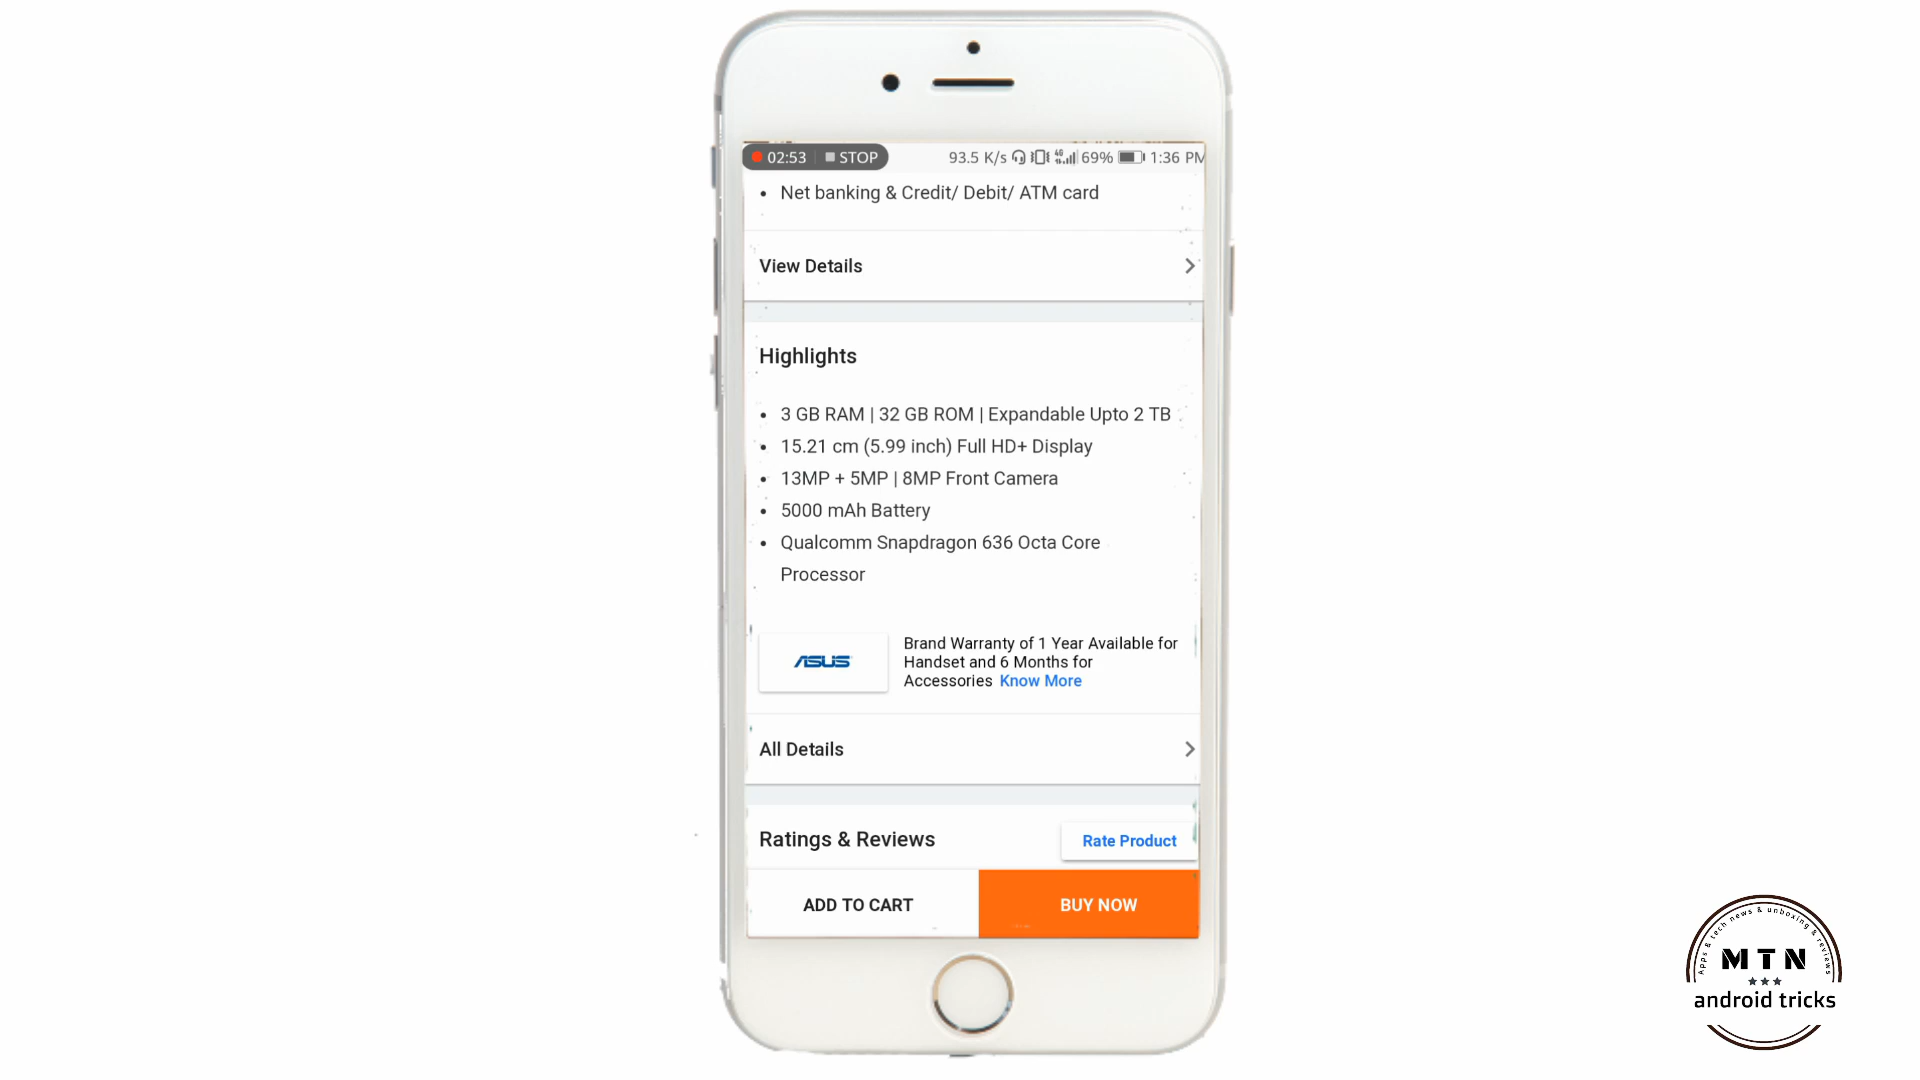 02:53 STOP 93.5 K/s 4G 69% 1:36 PM
• Net banking & Credit/ Debit/ ATM card
View Details
Highlights
• 3 GB RAM | 32 GB ROM | Expandable Upto 2 TB
• 15.21 cm (5.99 inch) Full HD+ Display
• 13MP + 5MP | 8MP Front Camera
• 5000 mAh Battery
• Qualcomm Snapdragon 636 Octa Core
Processor
ASUS
Brand Warranty of 1 Year Available for
Handset and 6 Months for
Accessories Know More
All Details
Ratings & Reviews
Rate Product
ADD TO CART
BUY NOW
Apps & tech news & unboxing & reviews
MTN
android tricks